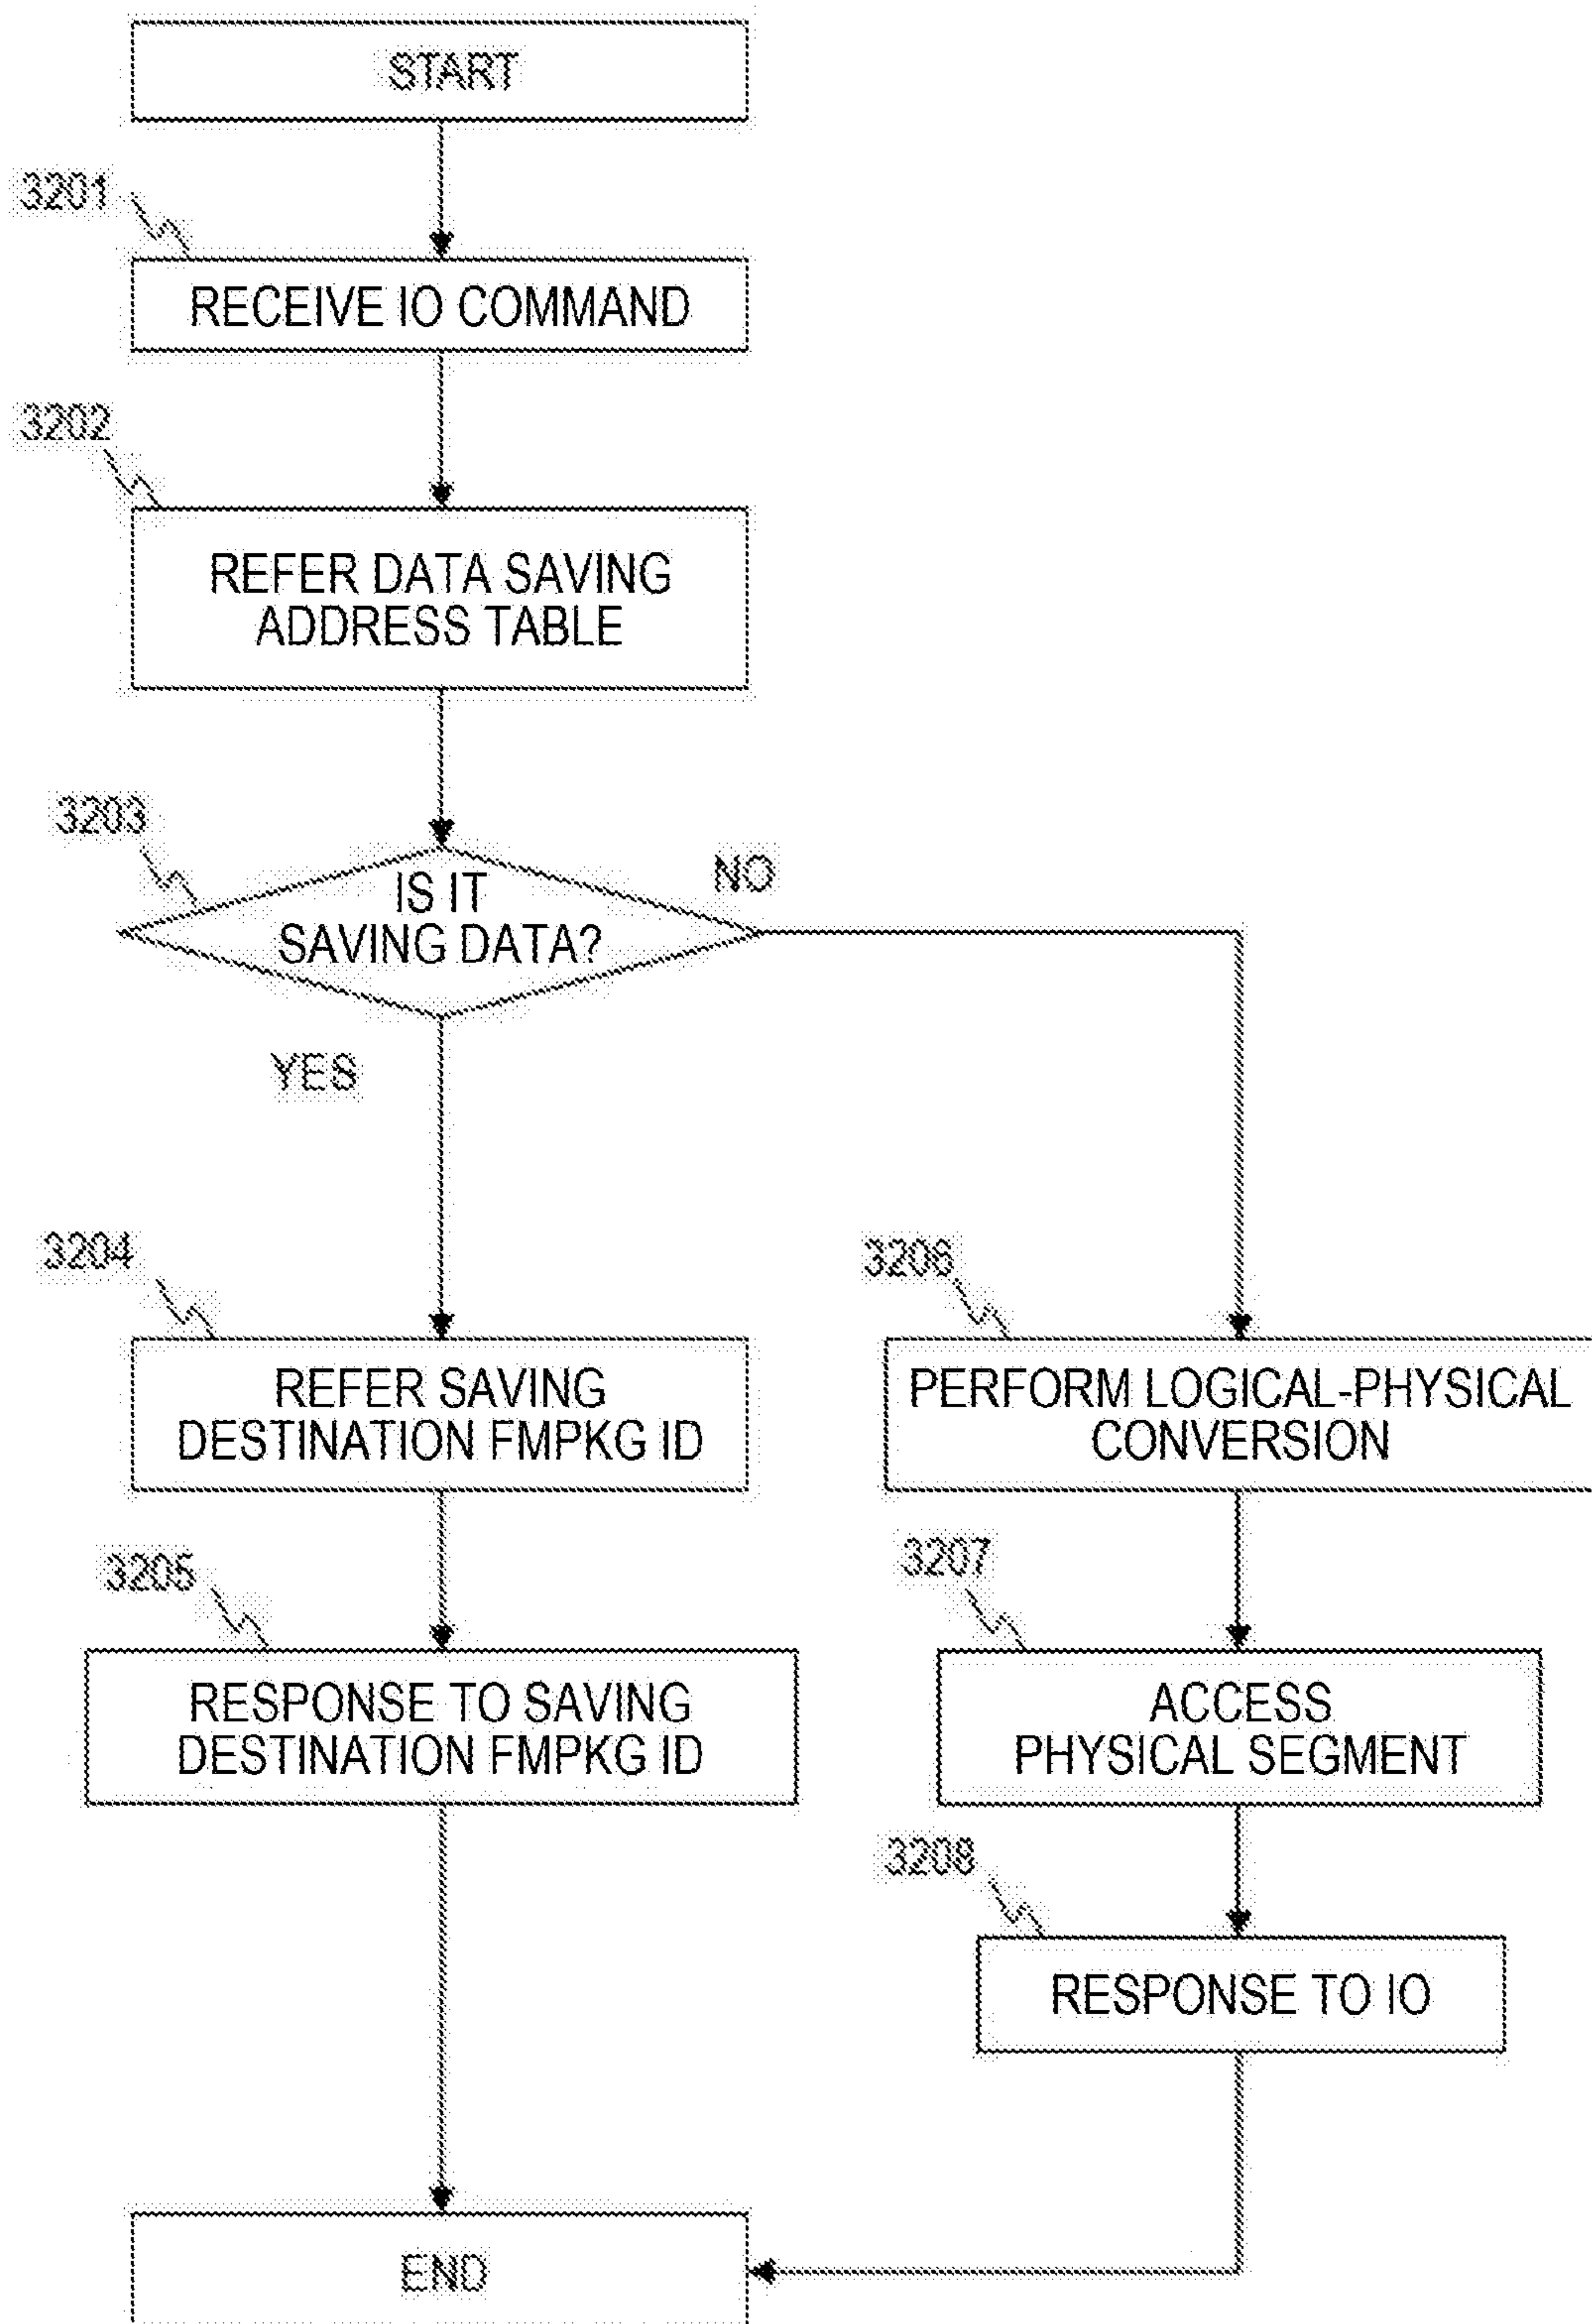 START
3201
RECEIVE IO COMMAND
3202
REFER DATA SAVING
ADDRESS TABLE
3203
IS IT
SAVING DATA?
NO
YES
3204
REFER SAVING
DESTINATION FMPKG ID
3206
PERFORM LOGICAL-PHYSICAL
CONVERSION
3205
RESPONSE TO SAVING
DESTINATION FMPKG ID
3207
ACCESS
PHYSICAL SEGMENT
3208
RESPONSE TO IO
END